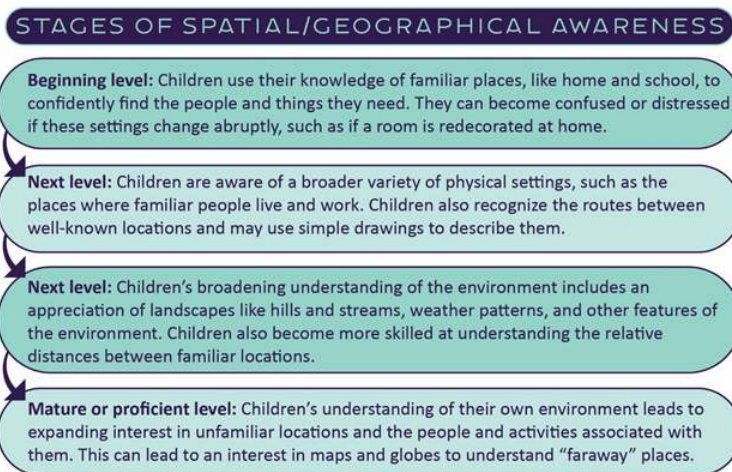 STAGES OF SPATIAL/GEOGRAPHICAL AWARENESS
Beginning level: Children use their knowledge of familiar places, like home and school, to
confidently find the people and things they need. They can become confused or distressed
if these settings change abruptly, such as if a room is redecorated at home.
Next level: Children are aware of a broader variety of physical settings, such as the
places where familiar people live and work. Children also recognize the routes between
well-known locations and may use simple drawings to describe them.
Next level: Children’s broadening understanding of the environment includes an
appreciation of landscapes like hills and streams, weather patterns, and other features of
the environment. Children also become more skilled at understanding the relative
distances between familiar locations.
Mature or proficient level: Children’s understanding of their own environment leads to
expanding interest in unfamiliar locations and the people and activities associated with
them. This can lead to an interest in maps and globes to understand “faraway” places.